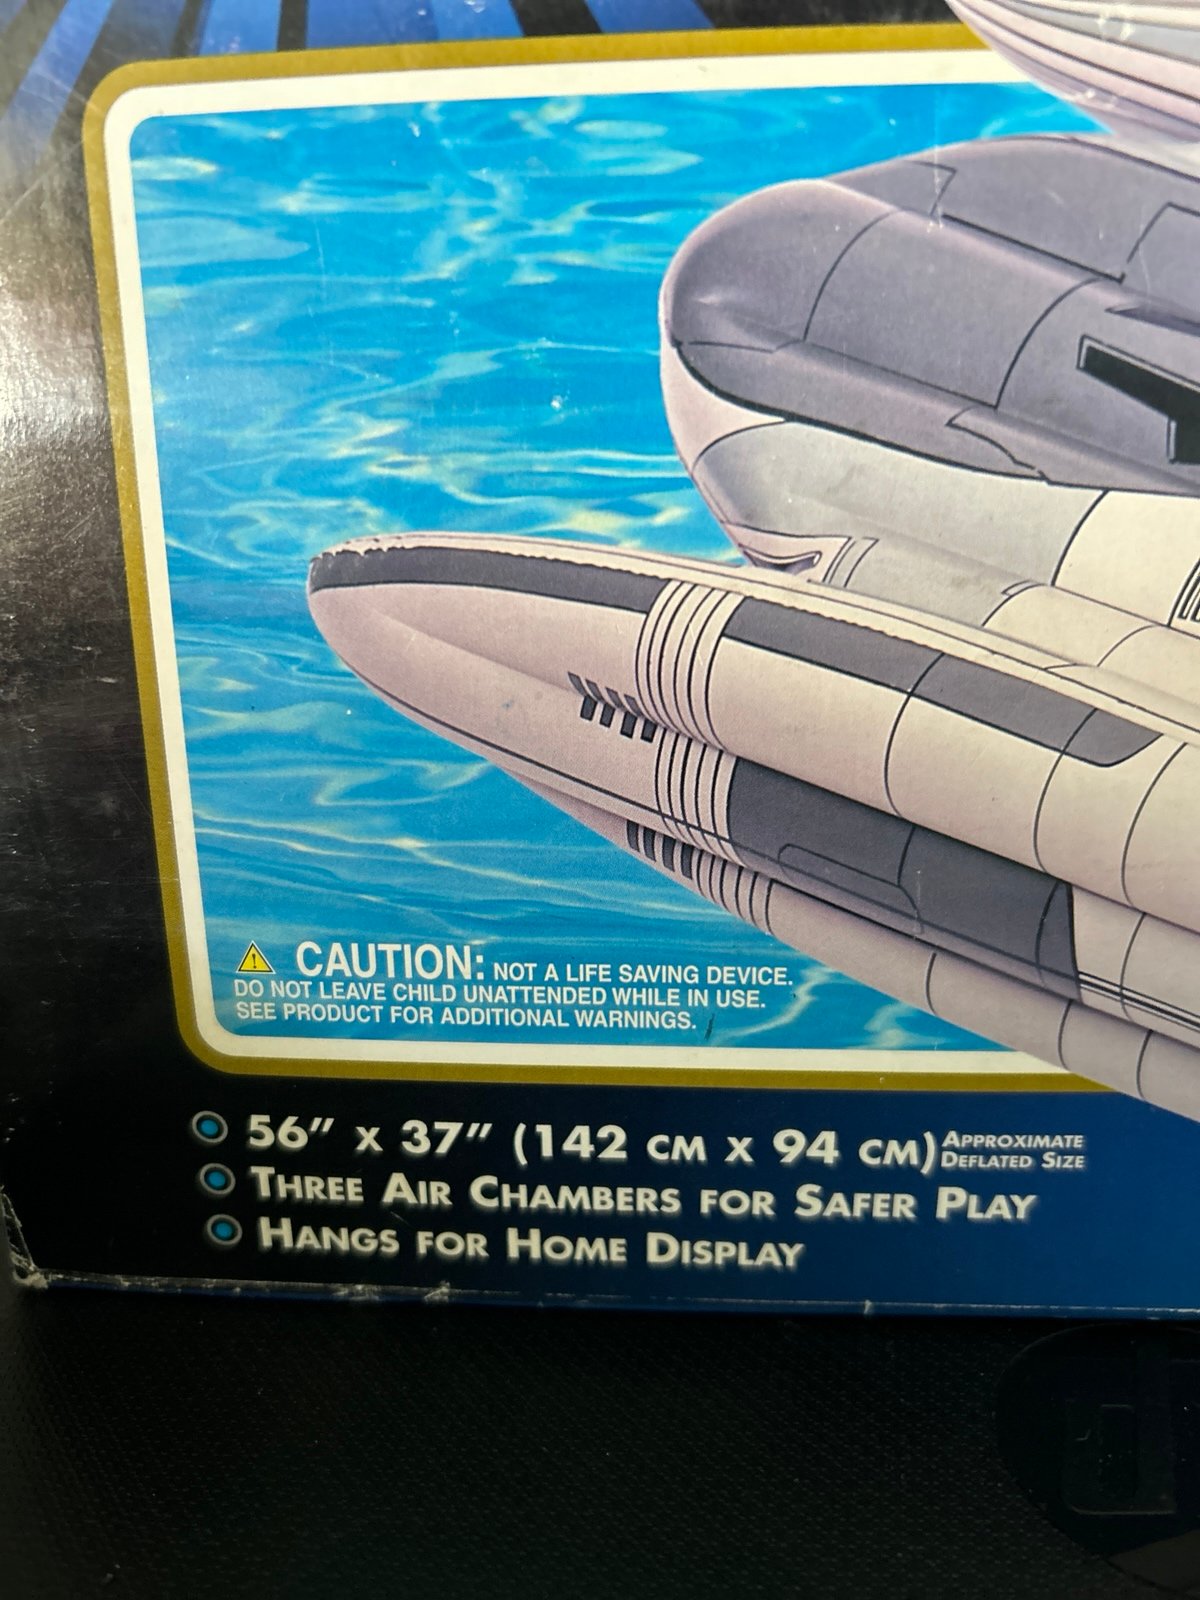 CAUTION: NOT A LIFE SAVING DEVICE.
DO NOT LEAVE CHILD UNATTENDED WHILE IN USE.
SEE PRODUCT FOR ADDITIONAL WARNINGS.
56" X 37" (142 CM X 94 CM) APPROXIMATE DEFLATED SIZE
THREE AIR CHAMBERS FOR SAFER PLAY
HANGS FOR HOME DISPLAY